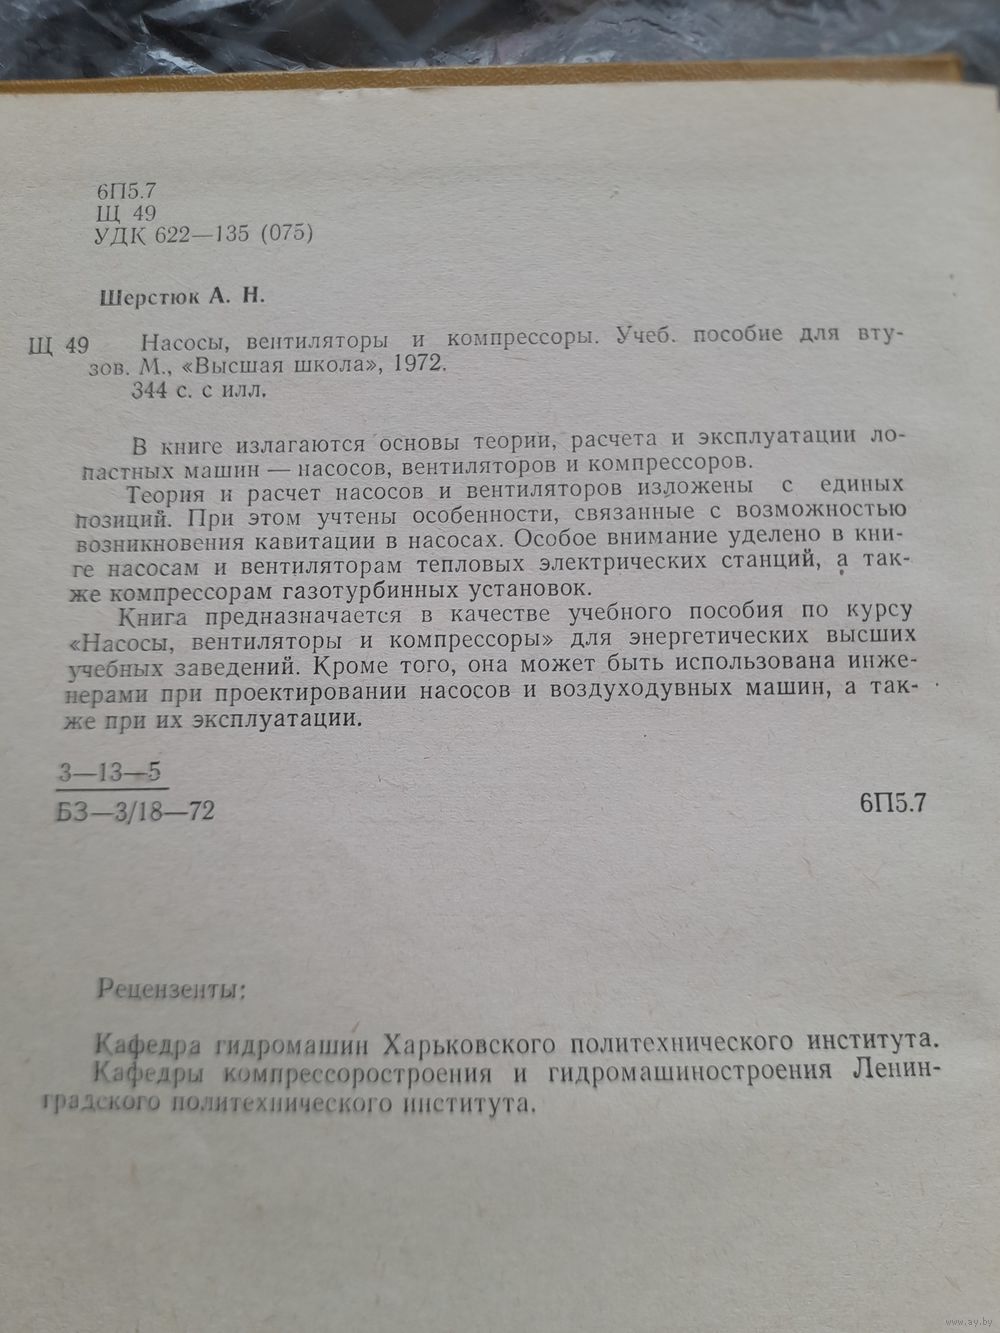 6П5.7
Щ 49
УДК 622—135 (075)
Шерстюк А. Н.
Щ 49 Насосы, вентиляторы и компрессоры. Учеб. пособие для вту-
зов. М., «Высшая школа», 1972.
344 с. с илл.
В книге излагаются основы теории, расчета и эксплуатации ло-
пастных машин — насосов, вентиляторов и компрессоров.
Теория и расчет насосов и вентиляторов изложены с единых
позиций. При этом учтены особенности, связанные с возможностью
возникновения кавитации в насосах. Особое внимание уделено в кни-
ге насосам и вентиляторам тепловых электрических станций, а так-
же компрессорам газотурбинных установок.
Книга предназначается в качестве учебного пособия по курсу
«Насосы, вентиляторы и компрессоры» для энергетических высших
учебных заведений. Кроме того, она может быть использована инже-
нерами при проектировании насосов и воздуходувных машин, а так-
же при их эксплуатации.
3—13—5
БЗ—3/18—72
6П5.7
Рецензенты:
Кафедра гидромашин Харьковского политехнического института.
Кафедры компрессоростроения и гидромашиностроения Ленин-
градского политехнического института.
www.ay.by